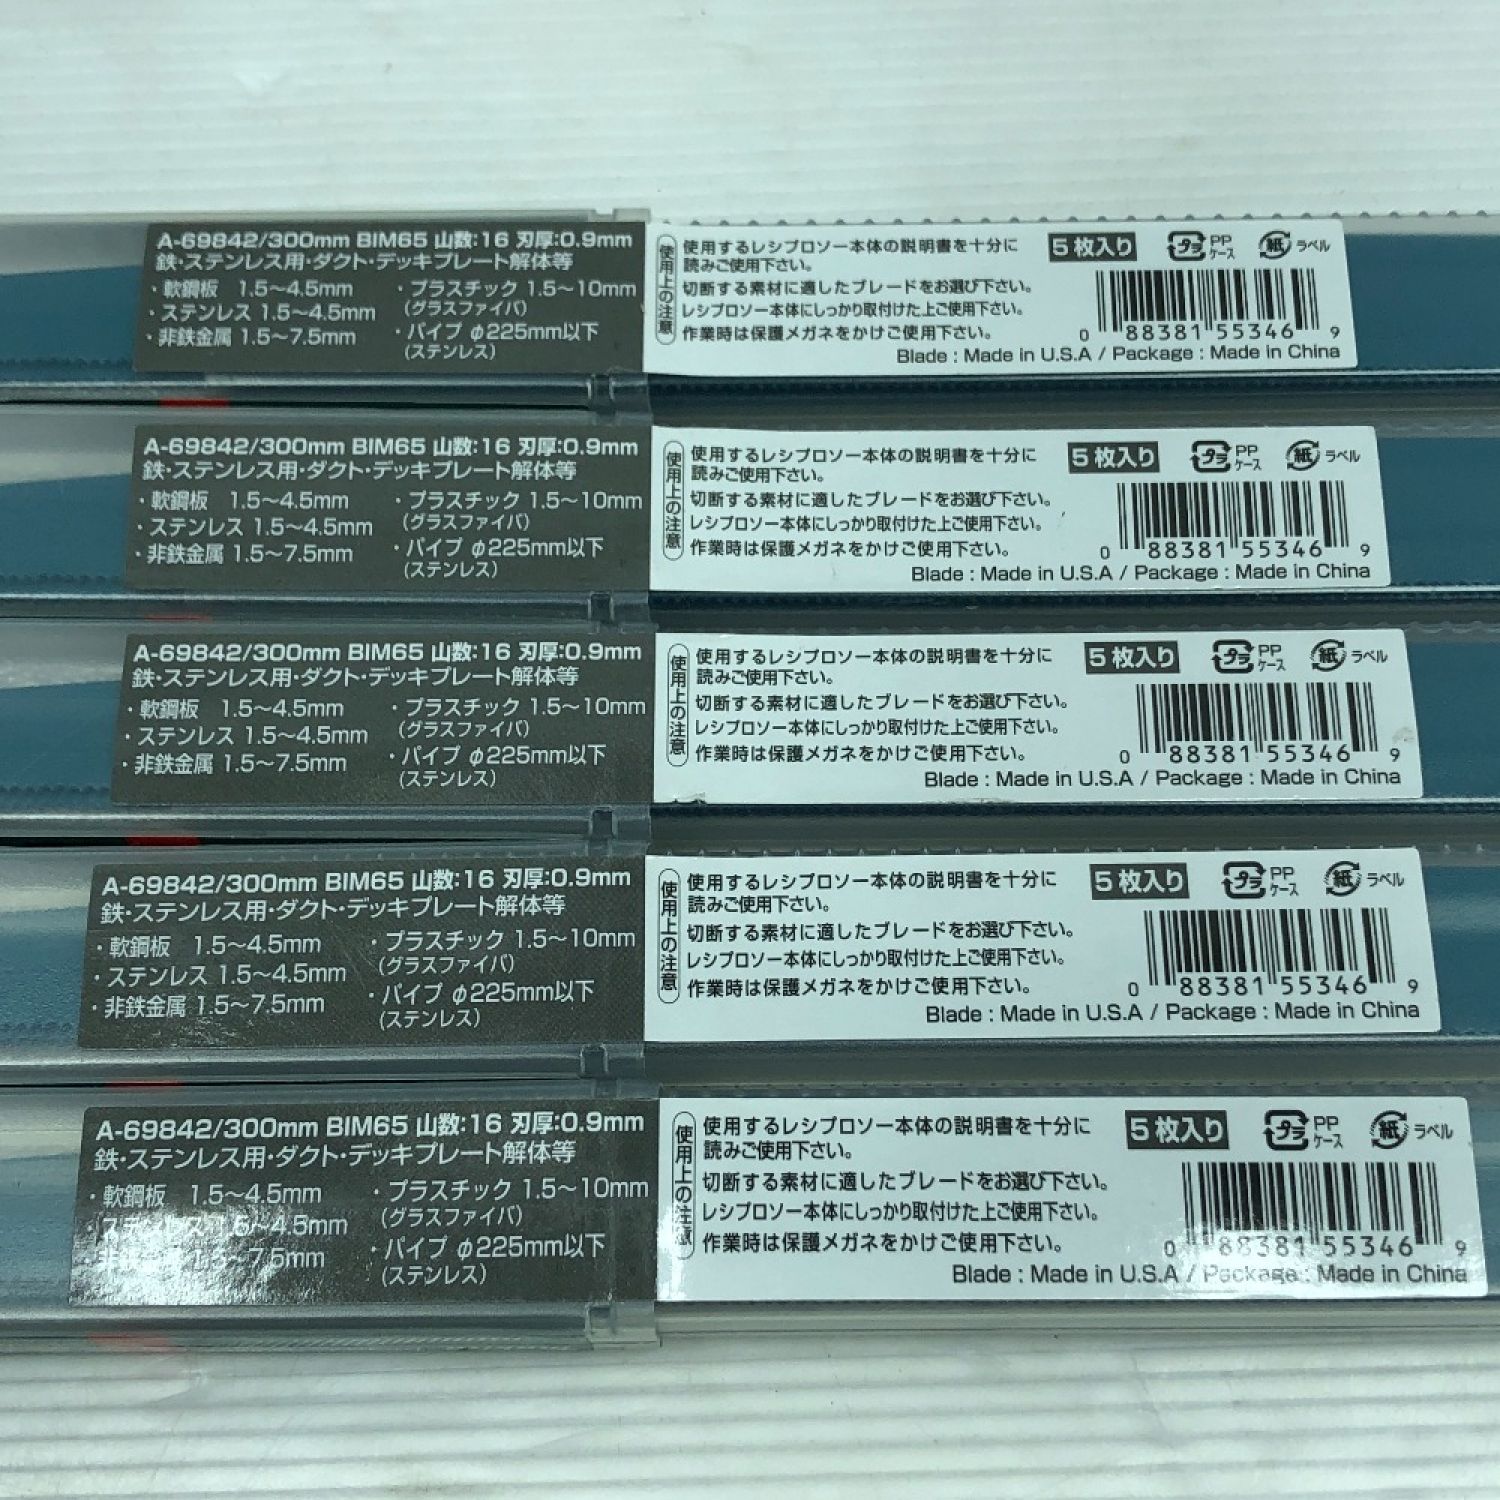 A-69842/300mm BIM65 山数:16 刃厚:0.9mm
鉄・ステンレス用・ダクト・デッキプレート解体等
・軟鋼板 1.5～4.5mm
・ステンレス 1.5～4.5mm
・非鉄金属 1.5～7.5mm
・プラスチック 1.5～10mm
(グラスファイバ)
・パイプ φ225mm以下
(ステンレス)
使用上の注意
使用するレシプロソー本体の説明書を十分に
読みご使用下さい。
切断する素材に適したブレードをお選び下さい。
レシプロソー本体にしっかり取付けた上ご使用下さい。
作業時は保護メガネをかけご使用下さい。
5枚入り
プラ PPケース
紙 ラベル
0 88381 55346 9
Blade : Made in U.S.A / Package : Made in China
A-69842/300mm BIM65 山数:16 刃厚:0.9mm
鉄・ステンレス用・ダクト・デッキプレート解体等
・軟鋼板 1.5～4.5mm
・ステンレス 1.5～4.5mm
・非鉄金属 1.5～7.5mm
・プラスチック 1.5～10mm
(グラスファイバ)
・パイプ φ225mm以下
(ステンレス)
使用上の注意
使用するレシプロソー本体の説明書を十分に
読みご使用下さい。
切断する素材に適したブレードをお選び下さい。
レシプロソー本体にしっかり取付けた上ご使用下さい。
作業時は保護メガネをかけご使用下さい。
5枚入り
プラ PPケース
紙 ラベル
0 88381 55346 9
Blade : Made in U.S.A / Package : Made in China
A-69842/300mm BIM65 山数:16 刃厚:0.9mm
鉄・ステンレス用・ダクト・デッキプレート解体等
・軟鋼板 1.5～4.5mm
・ステンレス 1.5～4.5mm
・非鉄金属 1.5～7.5mm
・プラスチック 1.5～10mm
(グラスファイバ)
・パイプ φ225mm以下
(ステンレス)
使用上の注意
使用するレシプロソー本体の説明書を十分に
読みご使用下さい。
切断する素材に適したブレードをお選び下さい。
レシプロソー本体にしっかり取付けた上ご使用下さい。
作業時は保護メガネをかけご使用下さい。
5枚入り
プラ PPケース
紙 ラベル
0 88381 55346 9
Blade : Made in U.S.A / Package : Made in China
A-69842/300mm BIM65 山数:16 刃厚:0.9mm
鉄・ステンレス用・ダクト・デッキプレート解体等
・軟鋼板 1.5～4.5mm
・ステンレス 1.5～4.5mm
・非鉄金属 1.5～7.5mm
・プラスチック 1.5～10mm
(グラスファイバ)
・パイプ φ225mm以下
(ステンレス)
使用上の注意
使用するレシプロソー本体の説明書を十分に
読みご使用下さい。
切断する素材に適したブレードをお選び下さい。
レシプロソー本体にしっかり取付けた上ご使用下さい。
作業時は保護メガネをかけご使用下さい。
5枚入り
プラ PPケース
紙 ラベル
0 88381 55346 9
Blade : Made in U.S.A / Package : Made in China
A-69842/300mm BIM65 山数:16 刃厚:0.9mm
鉄・ステンレス用・ダクト・デッキプレート解体等
・軟鋼板 1.5～4.5mm
ステンレス 1.5～4.5mm
・非鉄金属 1.5～7.5mm
・プラスチック 1.5～10mm
(グラスファイバ)
・パイプ φ225mm以下
(ステンレス)
使用上の注意
使用するレシプロソー本体の説明書を十分に
読みご使用下さい。
切断する素材に適したブレードをお選び下さい。
レシプロソー本体にしっかり取付けた上ご使用下さい。
作業時は保護メガネをかけご使用下さい。
5枚入り
プラ PPケース
紙 ラベル
0 88381 55346 9
Blade : Made in U.S.A / Package : Made in China